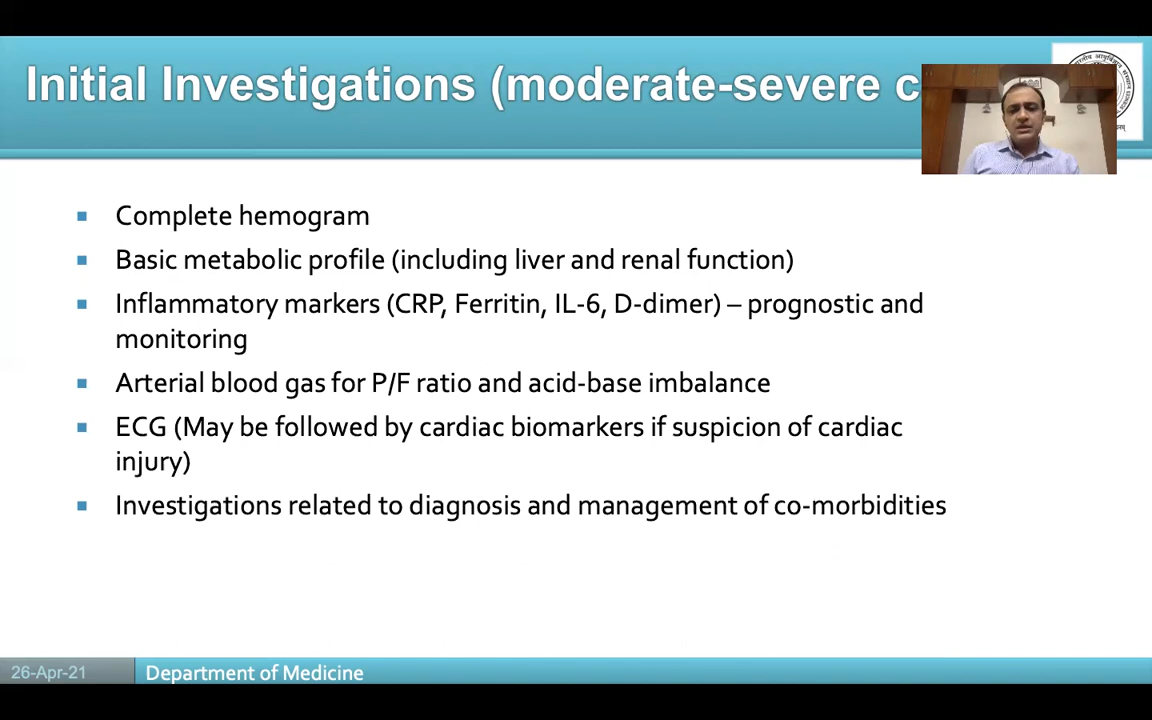 Initial Investigations (moderate-severe c
Complete hemogram
Basic metabolic profile (including liver and renal function)
Inflammatory markers (CRP, Ferritin, IL-6, D-dimer) – prognostic and
monitoring
Arterial blood gas for P/F ratio and acid-base imbalance
ECG (May be followed by cardiac biomarkers if suspicion of cardiac
injury)
Investigations related to diagnosis and management of co-morbidities
26-Apr-21
Department of Medicine